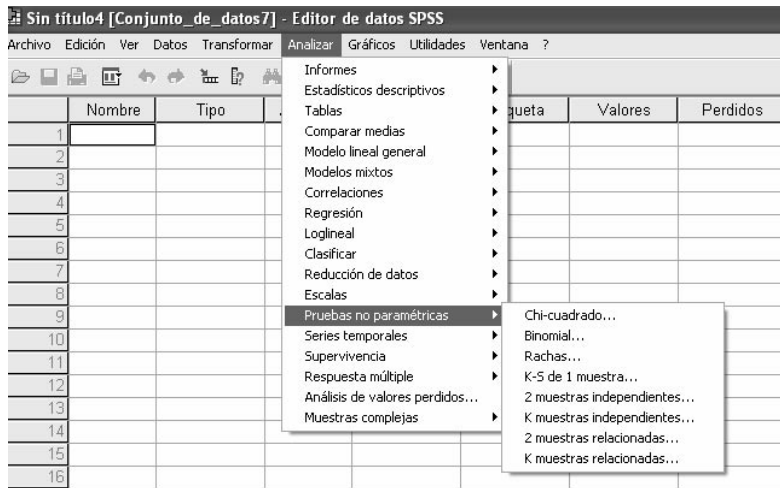 Sin título4 [Conjunto_de_datos7] - Editor de datos SPSS
Archivo Edición Ver Datos Transformar Analizar Gráficos Utilidades Ventana ?
Nombre Tipo Valores Perdidos
Informes
Estadísticos descriptivos
Tablas
Comparar medias
Modelo lineal general
Modelos mixtos
Correlaciones
Regresión
Loglineal
Clasificar
Reducción de datos
Escalas
Pruebas no paramétricas
Series temporales
Supervivencia
Respuesta múltiple
Análisis de valores perdidos...
Muestras complejas
Chi-cuadrado...
Binomial...
Rachas...
K-S de 1 muestra...
2 muestras independientes...
K muestras independientes...
2 muestras relacionadas...
K muestras relacionadas...
1
2
3
4
5
6
7
8
9
10
11
12
13
14
15
16